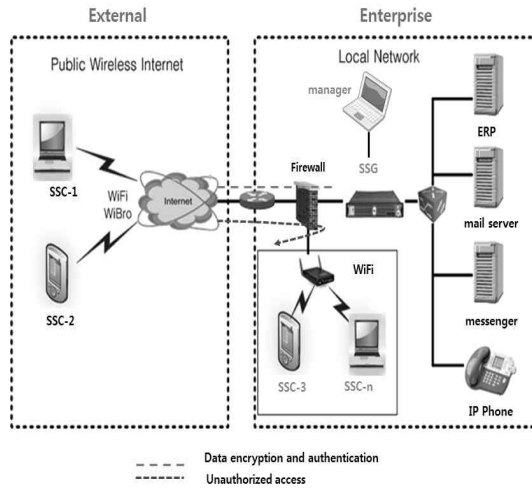 External
Enterprise
Public Wireless Internet
Local Network
manager
ERP
SSC-1
WiFi
WiBro
Internet
Firewall
SSG
mail server
WiFi
SSC-2
messenger
SSC-3
SSC-n
IP Phone
Data encryption and authentication
Unauthorized access